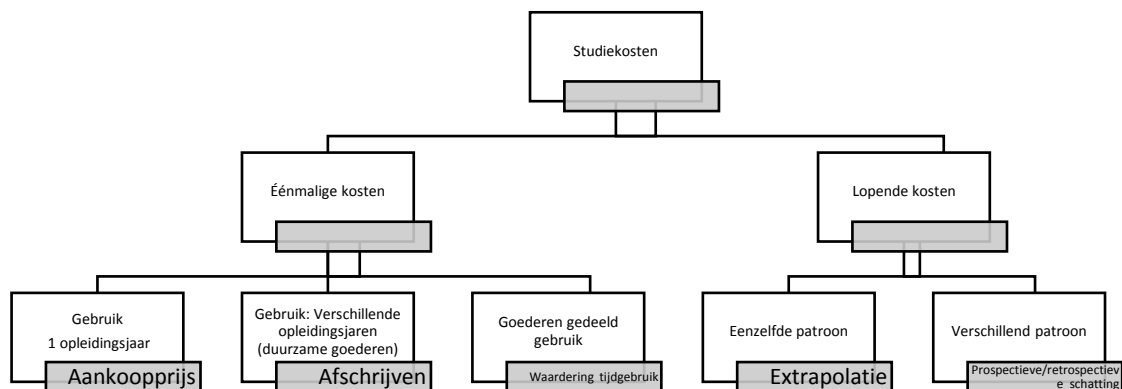 Studiekosten
Éénmalige kosten
Lopende kosten
Gebruik
1 opleidingsjaar
Aankoopprijs
Gebruik: Verschillende
opleidingsjaren
(duurzame goederen)
Afschrijven
Goederen gedeeld
gebruik
Waardering tijdgebruik
Eenzelfde patroon
Extrapolatie
Verschillend patroon
Prospectieve/retrospectiev
e schatting